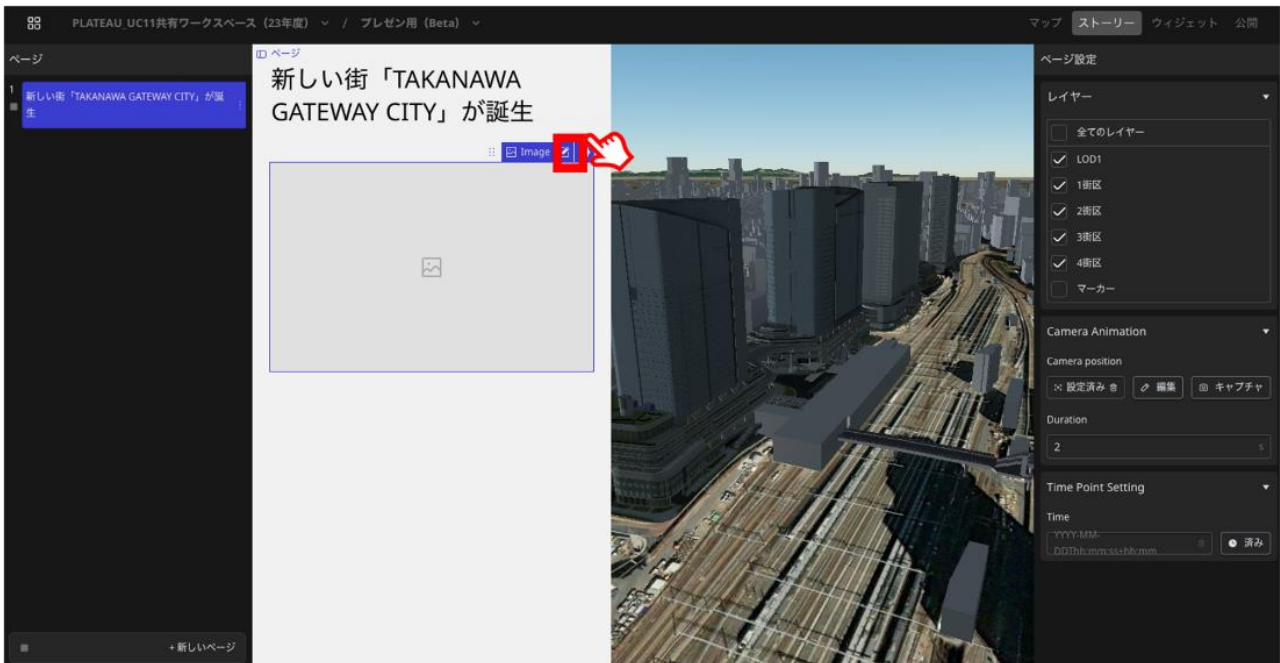 PLATEAU_UC11共有ワークスペース（23年度） / プレゼン用（Beta）
マップ ストーリー ウィジェット 公開
ページ
1
新しい街「TAKANAWA GATEWAY CITY」が誕
生
+ 新しいページ
ページ
新しい街「TAKANAWA
GATEWAY CITY」が誕生
Image
ページ設定
レイヤー
全てのレイヤー
LOD1
1街区
2街区
3街区
4街区
マーカー
Camera Animation
Camera position
設定済み 編集 キャプチャ
Duration
2 s
Time Point Setting
Time
YYYY-MM-
DDThh:mm:ss+hh:mm
済み